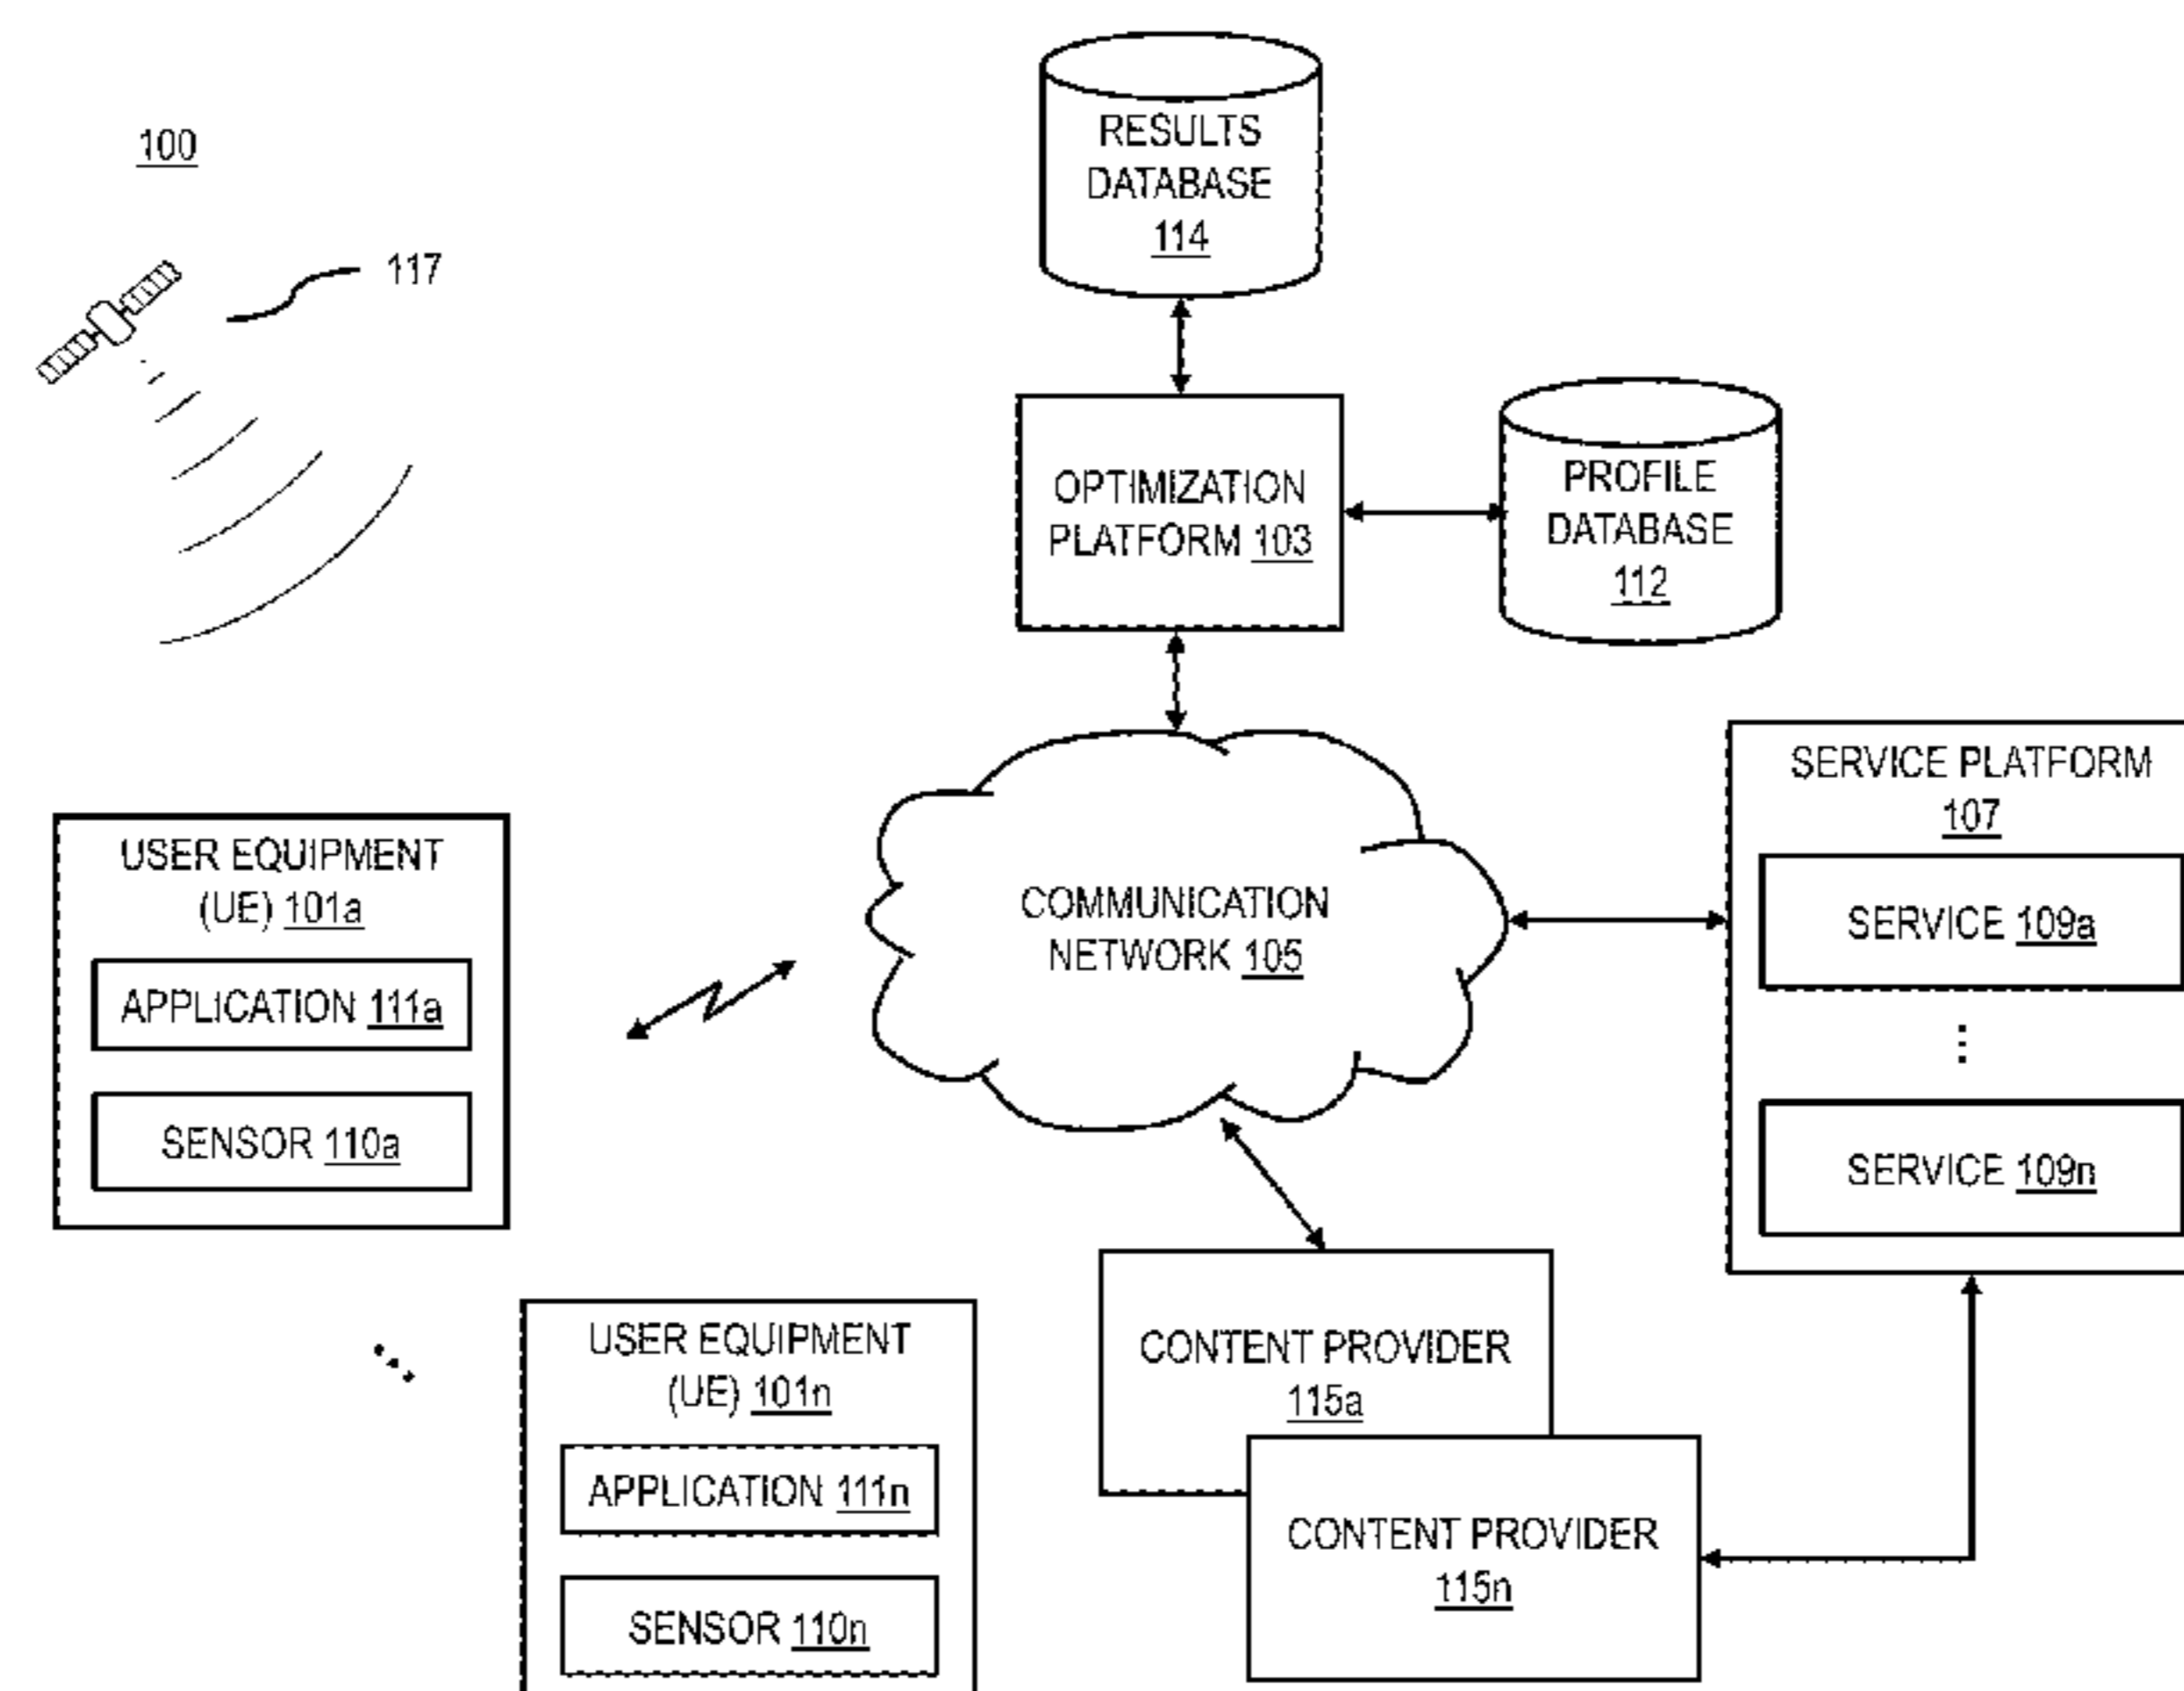 100
117
RESULTS
DATABASE
114
OPTIMIZATION
PLATFORM 103
PROFILE
DATABASE
112
COMMUNICATION
NETWORK 105
SERVICE PLATFORM
107
SERVICE 109a
⋮
SERVICE 109n
USER EQUIPMENT
(UE) 101a
APPLICATION 111a
SENSOR 110a
USER EQUIPMENT
(UE) 101n
APPLICATION 111n
SENSOR 110n
CONTENT PROVIDER
115a
CONTENT PROVIDER
115n